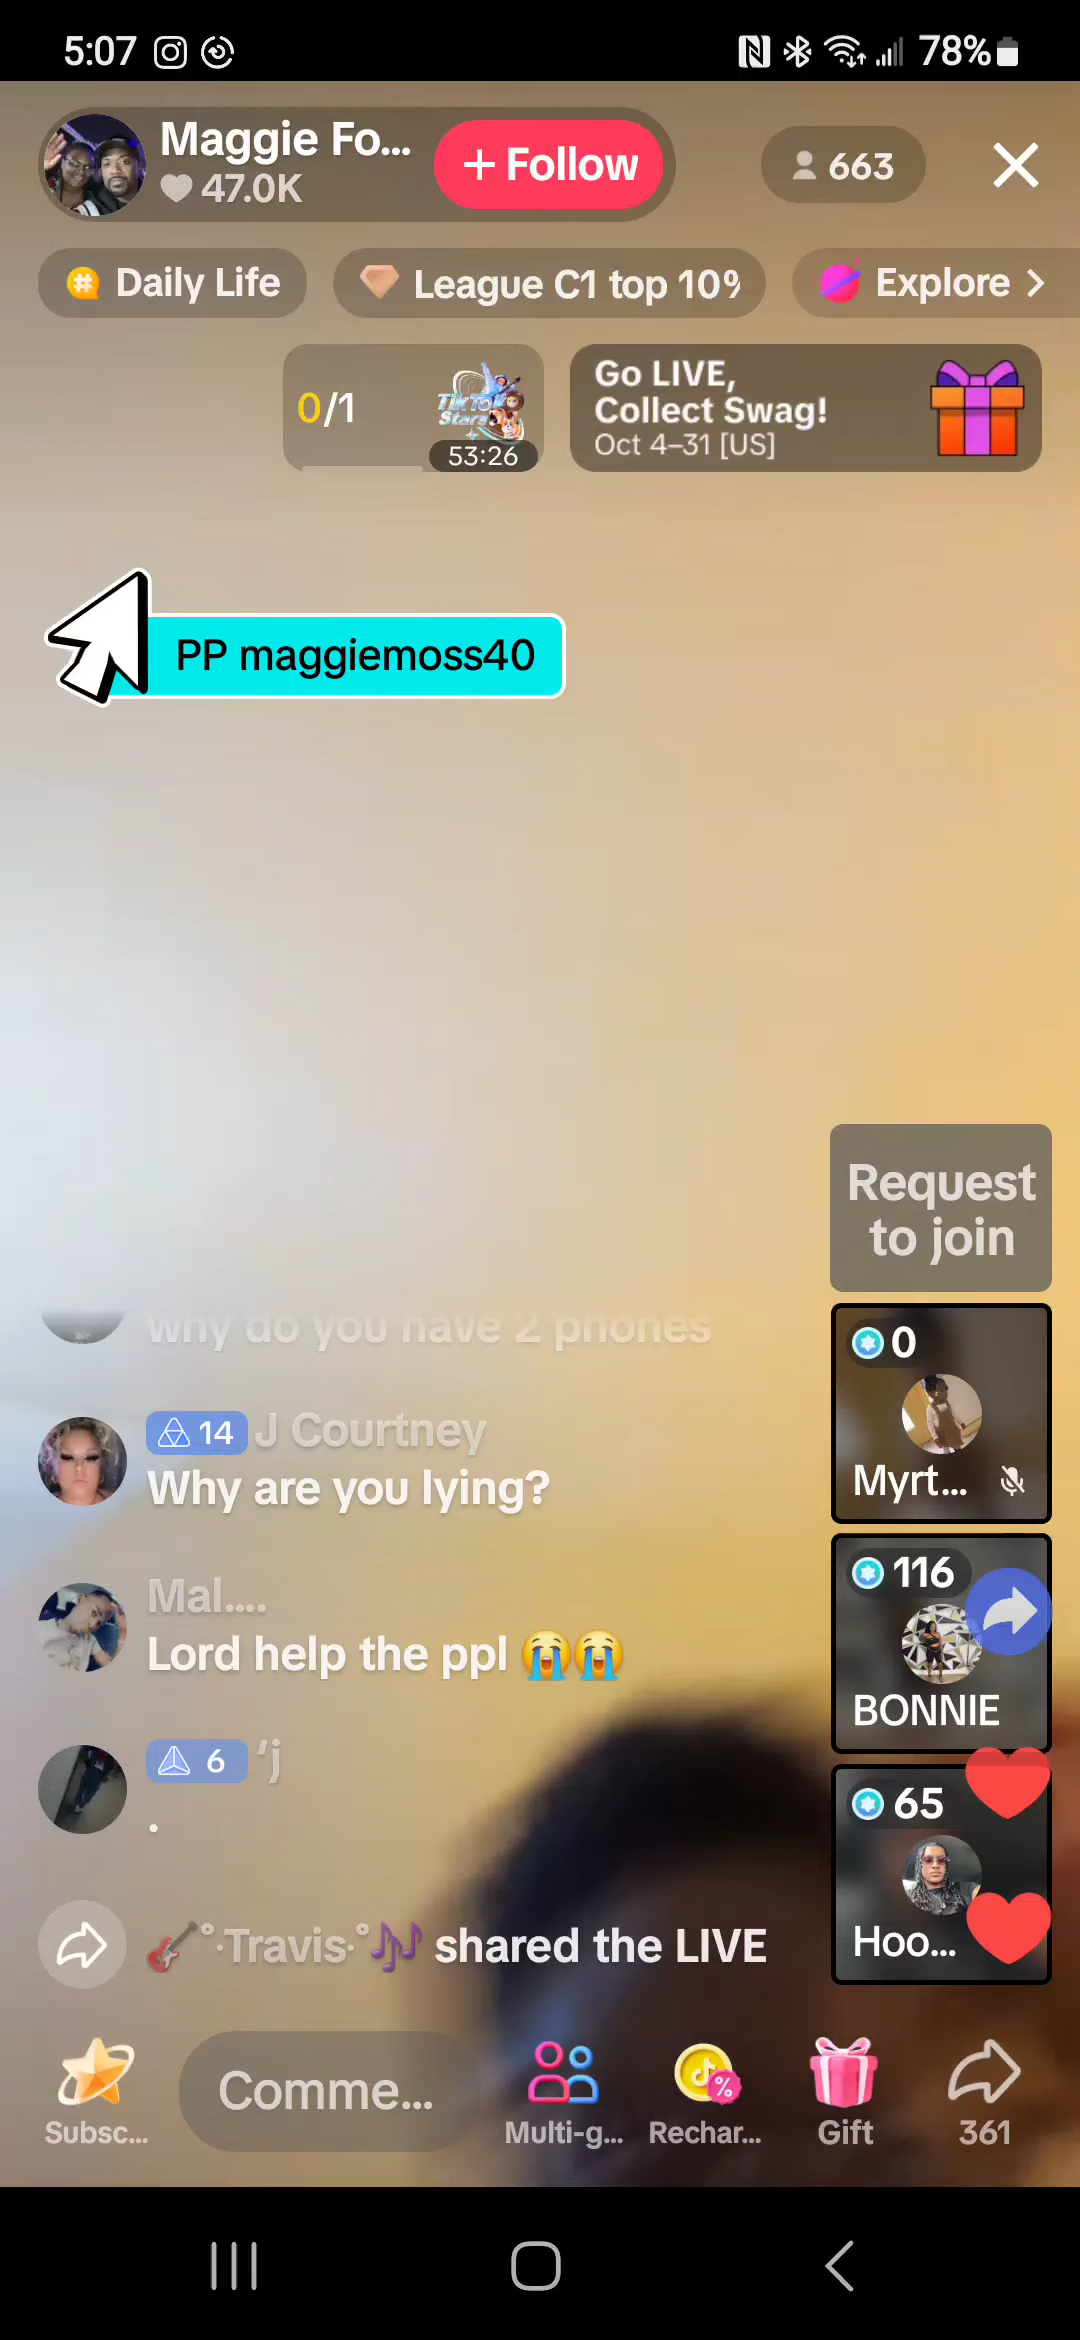 5:07
78%
Maggie Fo...
47.0K
+ Follow
663
Daily Life
League C1 top 10%
Explore >
0/1
TikTok
Stars
53:26
Go LIVE,
Collect Swag!
Oct 4–31 [US]
PP maggiemoss40
Request
to join
why do you have 2 phones
14 J Courtney
Why are you lying?
Mal....
Lord help the ppl 😭😭
6 ‘j
.
🎸°·Travis·°🎶 shared the LIVE
0
Myrt...
116
BONNIE
65
Hoo...
Subsc...
Comme...
Multi-g...
Rechar...
Gift
361